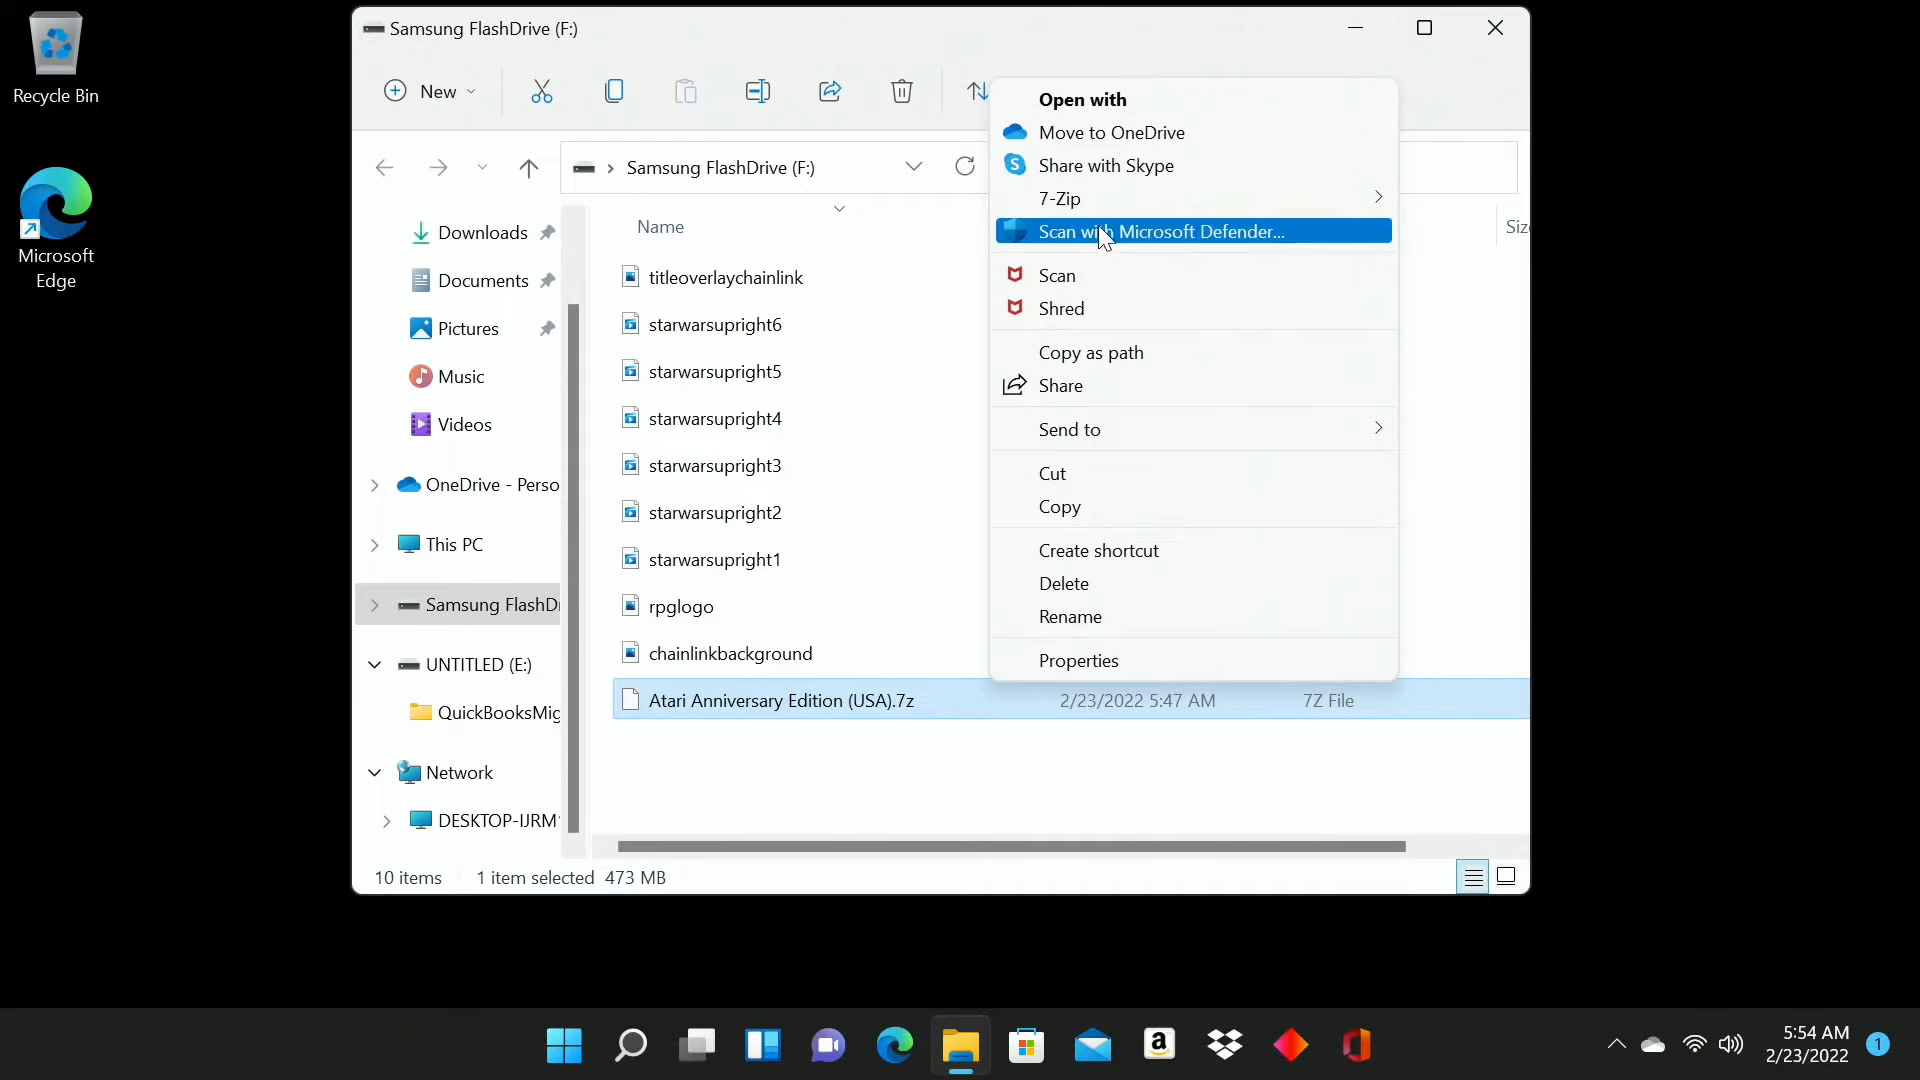 Recycle Bin
Microsoft
Edge
Samsung FlashDrive (F:)
New
Samsung FlashDrive (F:)
Downloads
Documents
Pictures
Music
Videos
OneDrive - Perso
This PC
Samsung FlashD
UNTITLED (E:)
QuickBooksMig
Network
DESKTOP-IJRM
Name
Siz
titleoverlaychainlink
starwarsupright6
starwarsupright5
starwarsupright4
starwarsupright3
starwarsupright2
starwarsupright1
rpglogo
chainlinkbackground
Atari Anniversary Edition (USA).7z 2/23/2022 5:47 AM 7Z File
Open with
Move to OneDrive
S Share with Skype
7-Zip
Scan with Microsoft Defender...
Scan
Shred
Copy as path
Share
Send to
Cut
Copy
Create shortcut
Delete
Rename
Properties
10 items 1 item selected 473 MB
a
5:54 AM
2/23/2022
1